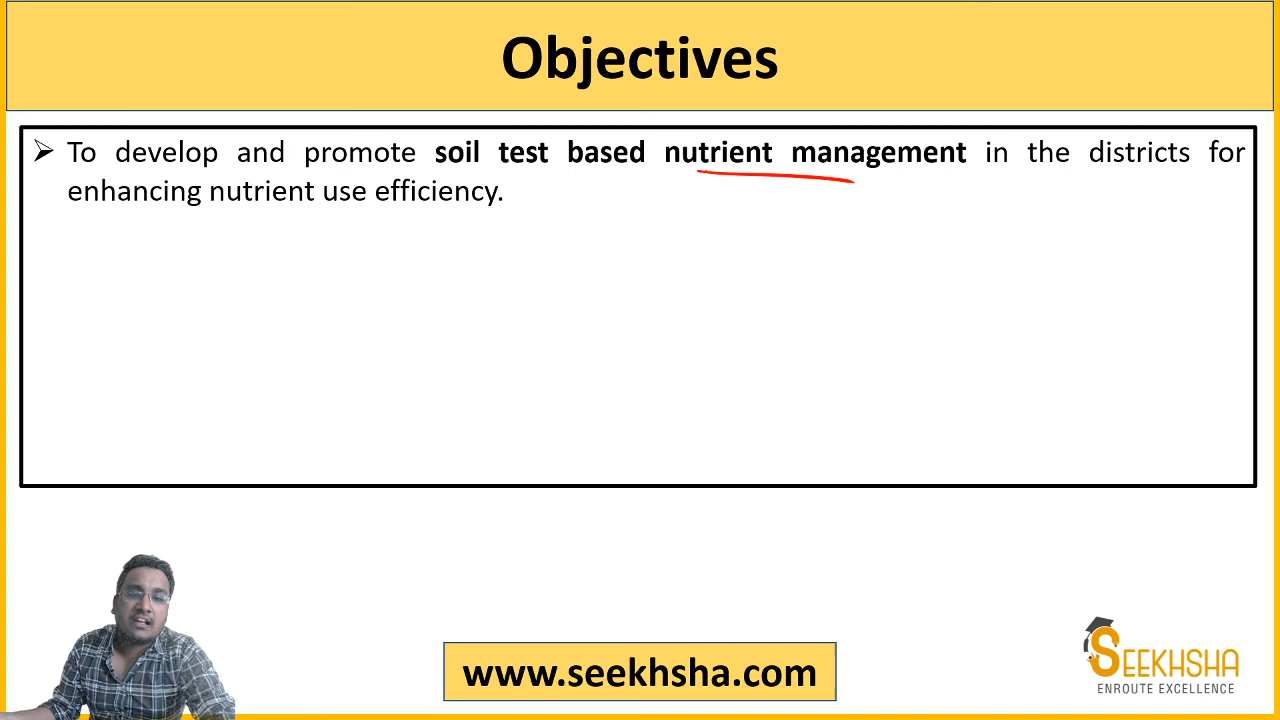 Objectives
➢ To develop and promote soil test based nutrient management in the districts for
enhancing nutrient use efficiency.
www.seekhsha.com
SEEKHSHA
ENROUTE EXCELLENCE